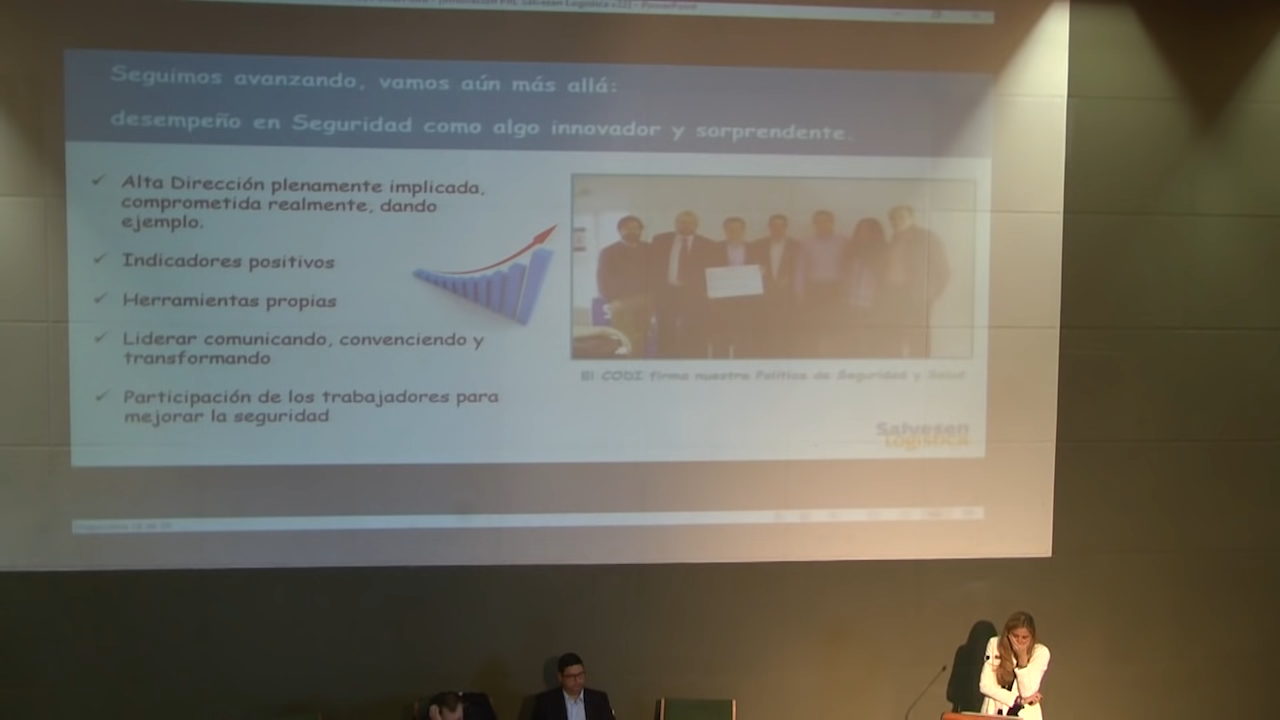 Seguimos avanzando, vamos aún más allá:
desempeño en Seguridad como algo innovador y sorprendente.
✓ Alta Dirección plenamente implicada,
comprometida realmente, dando
ejemplo.
✓ Indicadores positivos
✓ Herramientas propias
✓ Liderar comunicando, convenciendo y
transformando
✓ Participación de los trabajadores para
mejorar la seguridad
El CODI firma nuestra Política de Seguridad y Salud
Salvesen
Logística